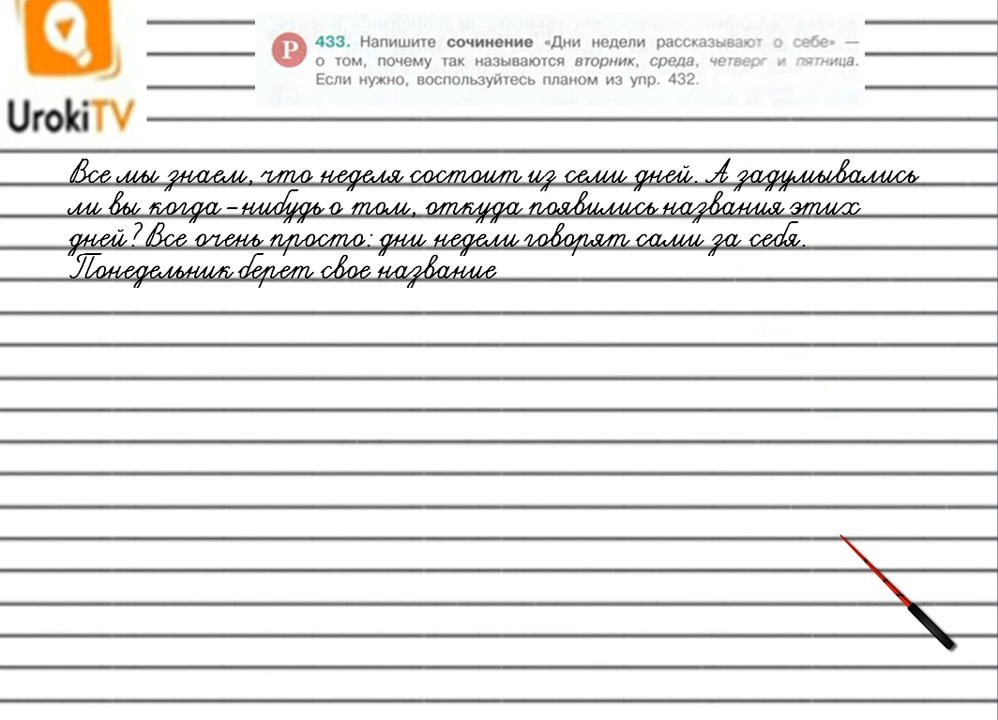 UrokiTV
Р 433. Напишите сочинение «Дни недели рассказывают о себе» —
о том, почему так называются вторник, среда, четверг и пятница.
Если нужно, воспользуйтесь планом из упр. 432.
Все мы знаем, что неделя состоит из семи дней. А задумывались
ли вы когда-нибудь о том, откуда появились названия этих
дней? Все очень просто: дни недели говорят сами за себя.
Понедельник берет свое название